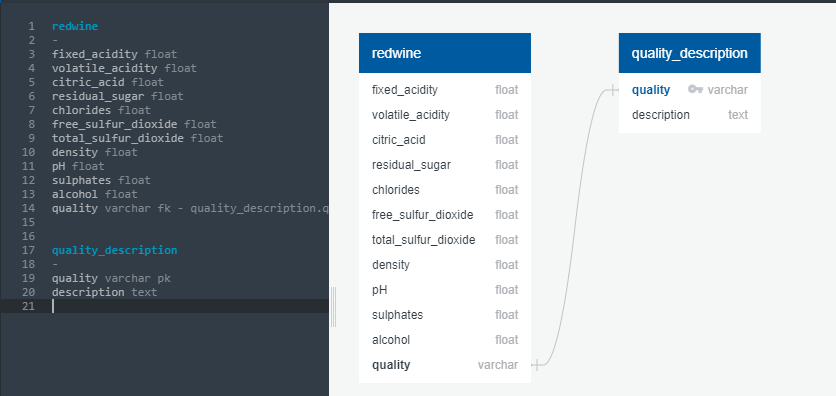 1 redwine
2 -
3 fixed_acidity float
4 volatile_acidity float
5 citric_acid float
6 residual_sugar float
7 chlorides float
8 free_sulfur_dioxide float
9 total_sulfur_dioxide float
10 density float
11 pH float
12 sulphates float
13 alcohol float
14 quality varchar fk - quality_description.q
15
16
17 quality_description
18 -
19 quality varchar pk
20 description text
21
redwine
fixed_acidity float
volatile_acidity float
citric_acid float
residual_sugar float
chlorides float
free_sulfur_dioxide float
total_sulfur_dioxide float
density float
pH float
sulphates float
alcohol float
quality varchar
quality_description
quality varchar
description text